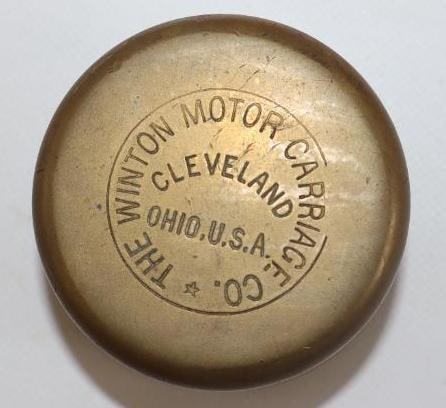 THE WINTON MOTOR CARRIAGE CO.
CLEVELAND
OHIO. U.S.A.